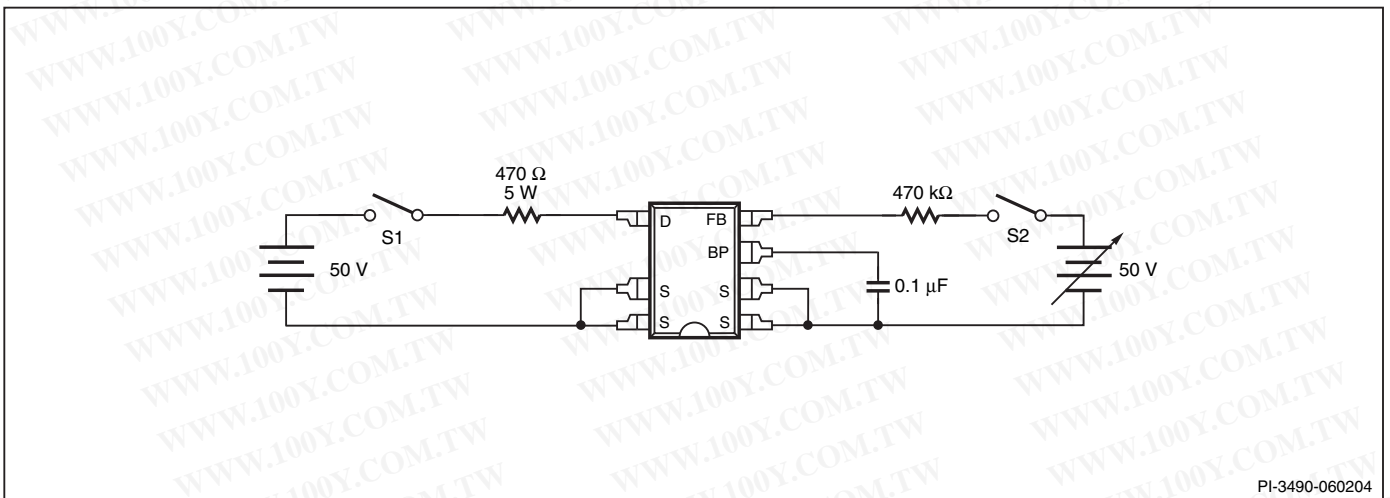 WWW.100Y.COM.TW
470 Ω
5 W
S1
50 V
D
S
S
FB
BP
S
S
470 kΩ
S2
50 V
0.1 μF
PI-3490-060204